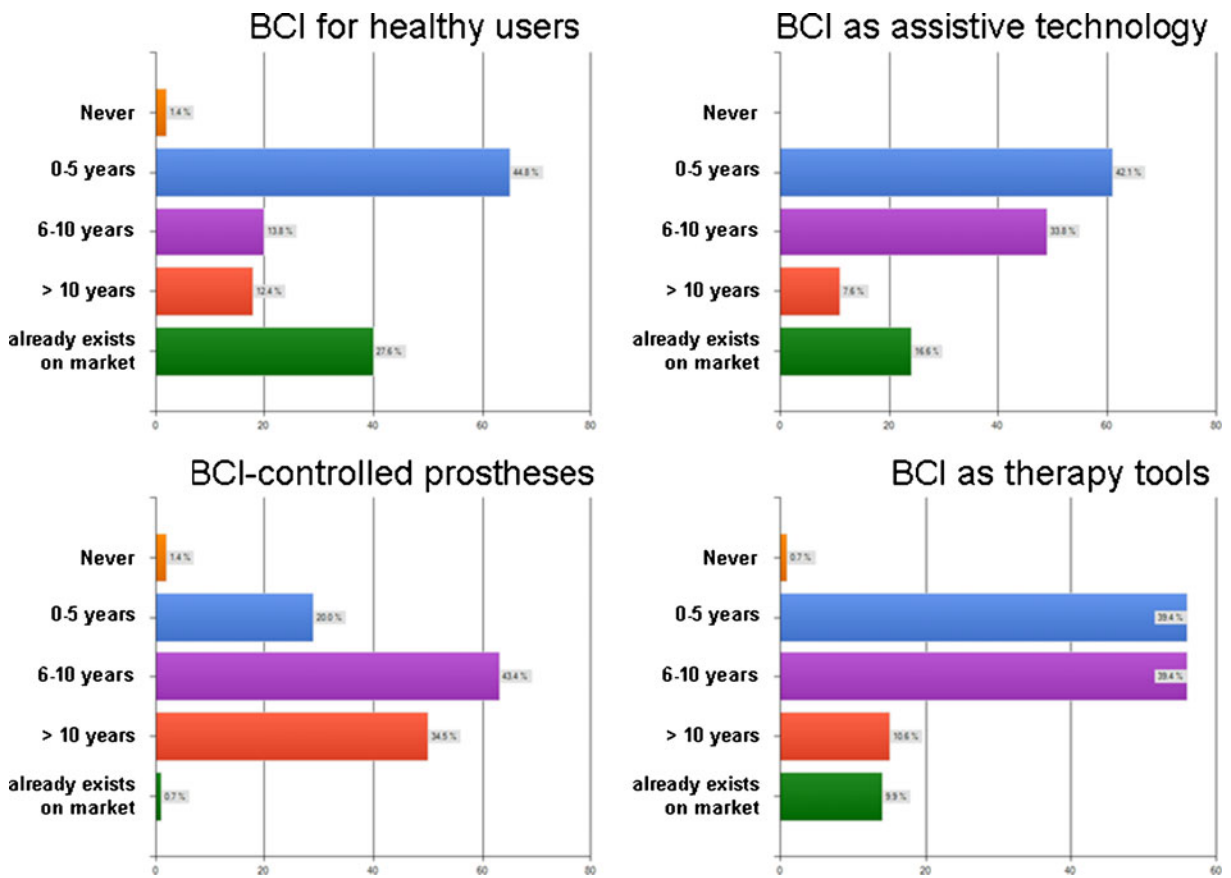 BCI for healthy users
Never
1.4 %
0-5 years
44.8 %
6-10 years
13.8 %
> 10 years
12.4 %
already exists
on market
27.6 %
0 20 40 60 80
BCI as assistive technology
Never
0-5 years
42.1 %
6-10 years
33.8 %
> 10 years
7.6 %
already exists
on market
16.6 %
0 20 40 60 80
BCI-controlled prostheses
Never
1.4 %
0-5 years
20.0 %
6-10 years
43.4 %
> 10 years
34.5 %
already exists
on market
0.7 %
0 20 40 60 80
BCI as therapy tools
Never
0.7 %
0-5 years
39.4 %
6-10 years
39.4 %
> 10 years
10.6 %
already exists
on market
9.9 %
0 20 40 60